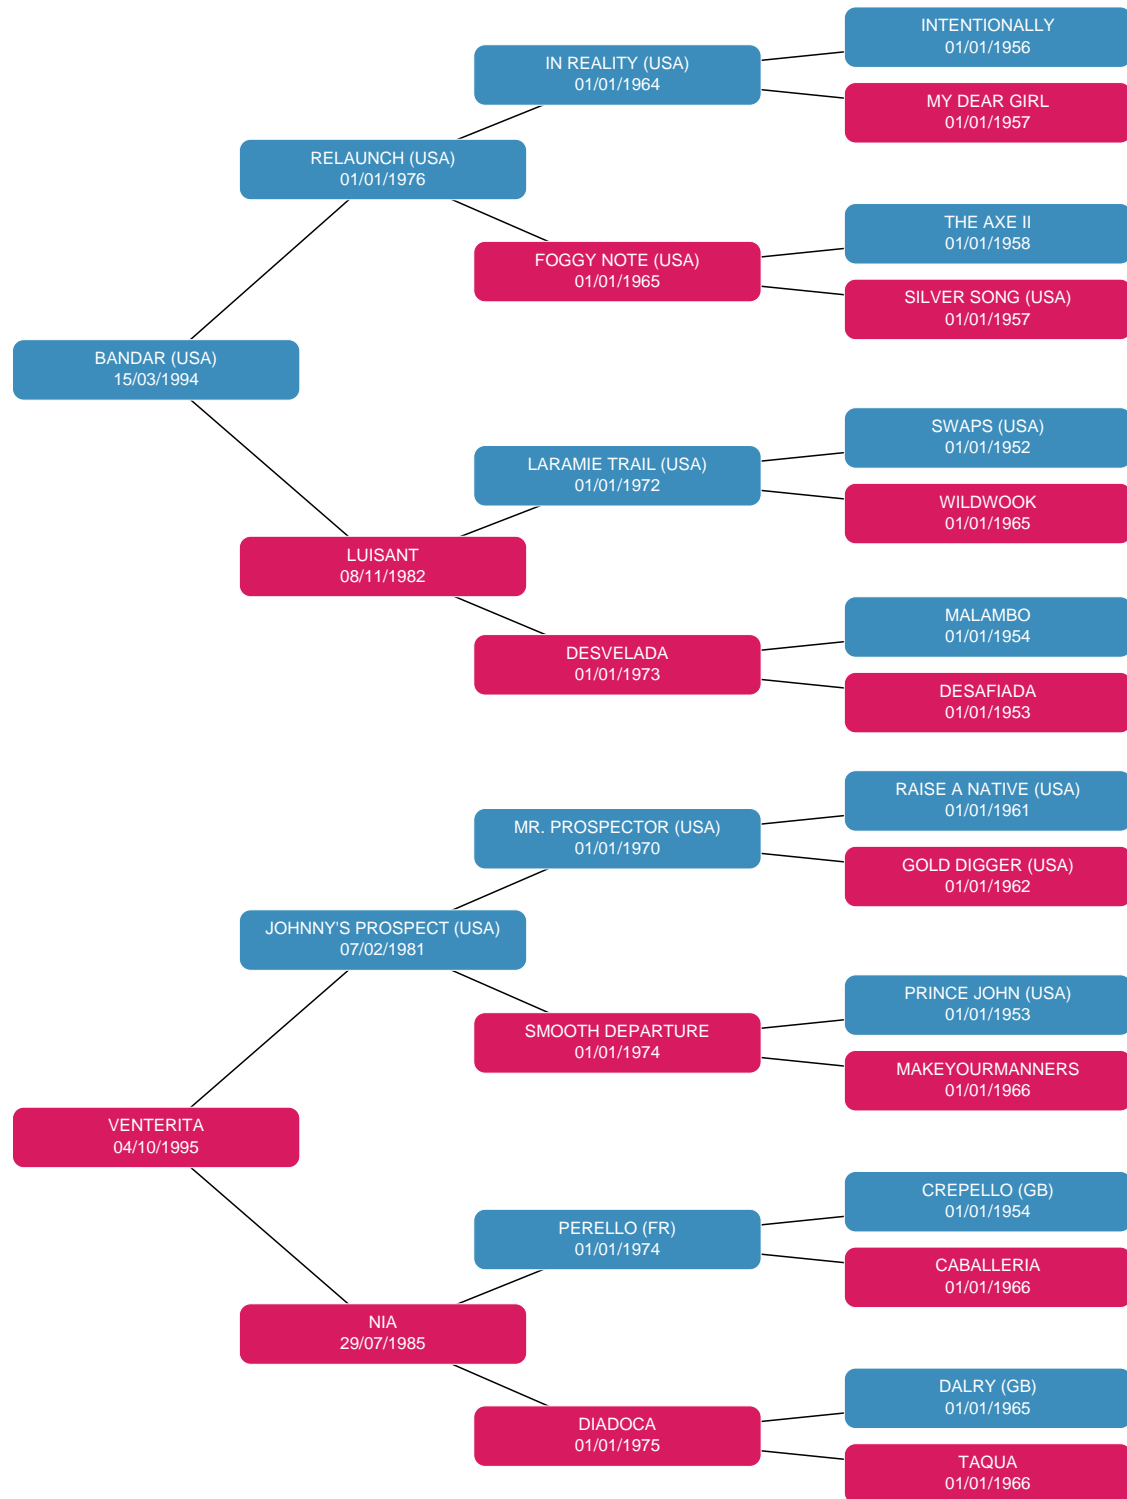 INTENTIONALLY
01/01/1956
IN REALITY (USA)
01/01/1964
MY DEAR GIRL
01/01/1957
RELAUNCH (USA)
01/01/1976
THE AXE II
01/01/1958
FOGGY NOTE (USA)
01/01/1965
SILVER SONG (USA)
01/01/1957
BANDAR (USA)
15/03/1994
SWAPS (USA)
01/01/1952
LARAMIE TRAIL (USA)
01/01/1972
WILDWOOK
01/01/1965
LUISANT
08/11/1982
MALAMBO
01/01/1954
DESVELADA
01/01/1973
DESAFIADA
01/01/1953
RAISE A NATIVE (USA)
01/01/1961
MR. PROSPECTOR (USA)
01/01/1970
GOLD DIGGER (USA)
01/01/1962
JOHNNY'S PROSPECT (USA)
07/02/1981
PRINCE JOHN (USA)
01/01/1953
SMOOTH DEPARTURE
01/01/1974
MAKEYOURMANNERS
01/01/1966
VENTERITA
04/10/1995
CREPELLO (GB)
01/01/1954
PERELLO (FR)
01/01/1974
CABALLERIA
01/01/1966
NIA
29/07/1985
DALRY (GB)
01/01/1965
DIADOCA
01/01/1975
TAQUA
01/01/1966